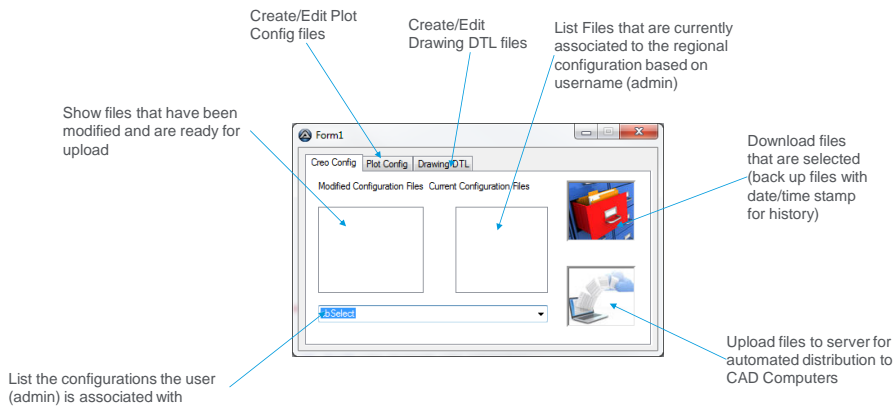 Create/Edit Plot
Config files
Create/Edit
Drawing DTL files
List Files that are currently
associated to the regional
configuration based on
username (admin)
Show files that have been
modified and are ready for
upload
Form1
Creo Config
Plot Config
Drawing DTL
Modified Configuration Files
Current Configuration Files
Download files
that are selected
(back up files with
date/time stamp
for history)
bSelect
Upload files to server for
automated distribution to
CAD Computers
List the configurations the user
(admin) is associated with